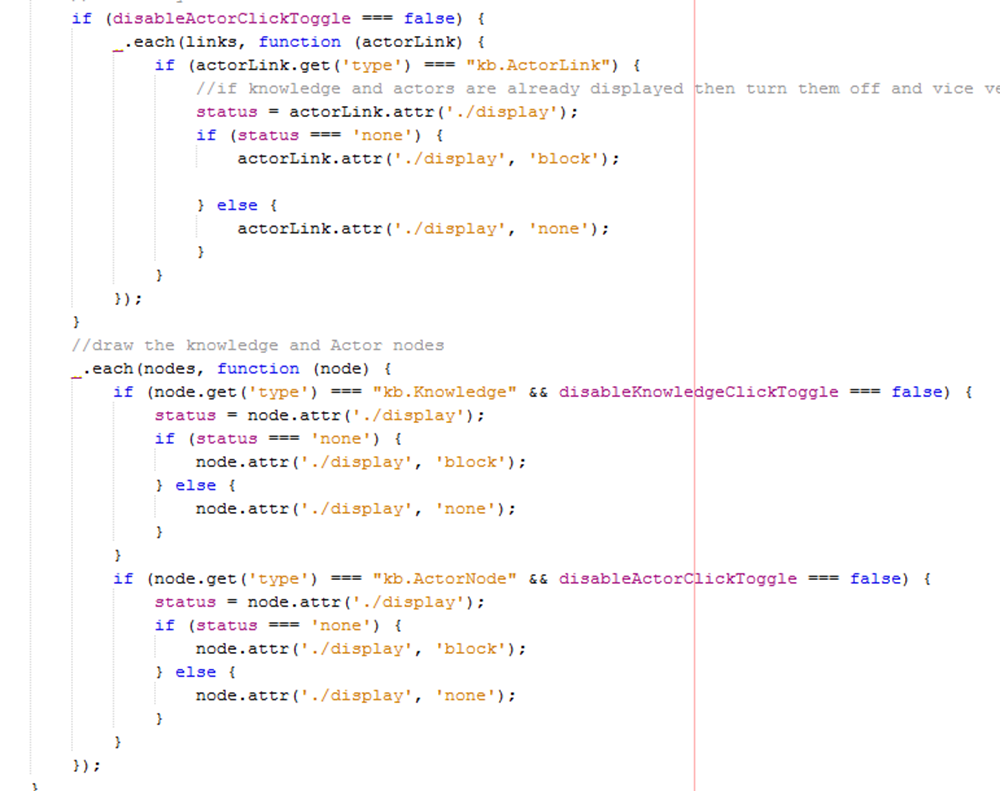 if (disableActorClickToggle === false) {
_.each(links, function (actorLink) {
if (actorLink.get('type') === "kb.ActorLink") {
//if knowledge and actors are already displayed then turn them off and vice ve
status = actorLink.attr('./display');
if (status === 'none') {
actorLink.attr('./display', 'block');
} else {
actorLink.attr('./display', 'none');
}
}
});
}
//draw the knowledge and Actor nodes
_.each(nodes, function (node) {
if (node.get('type') === "kb.Knowledge" && disableKnowledgeClickToggle === false) {
status = node.attr('./display');
if (status === 'none') {
node.attr('./display', 'block');
} else {
node.attr('./display', 'none');
}
}
if (node.get('type') === "kb.ActorNode" && disableActorClickToggle === false) {
status = node.attr('./display');
if (status === 'none') {
node.attr('./display', 'block');
} else {
node.attr('./display', 'none');
}
}
});
}